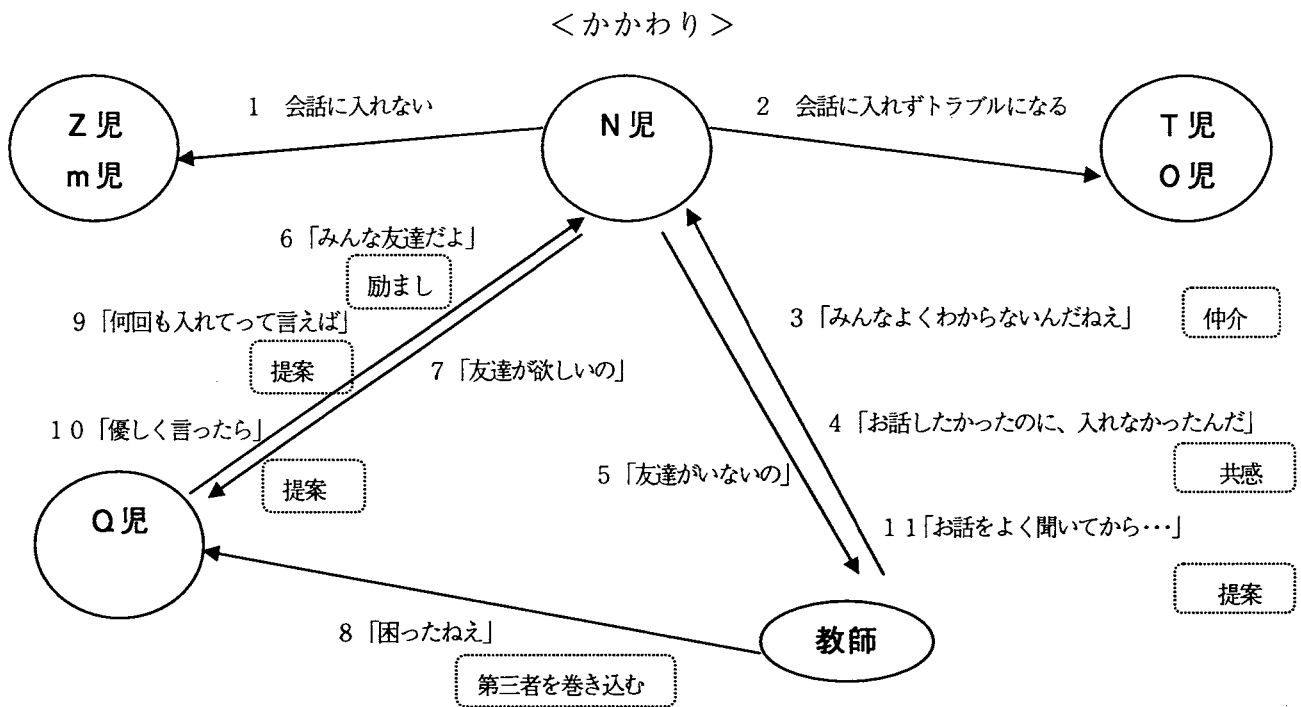 ＜かかわり＞
Z児
m児
1　会話に入れない
N児
2　会話に入れずトラブルになる
T児
O児
6「みんな友達だよ」
励まし
9「何回も入れてって言えば」
提案
7「友達が欲しいの」
3「みんなよくわからないんだねえ」
仲介
10「優しく言ったら」
提案
4「お話したかったのに、入れなかったんだ」
共感
5「友達がいないの」
11「お話をよく聞いてから･･･」
提案
Q児
8「困ったねえ」
第三者を巻き込む
教師